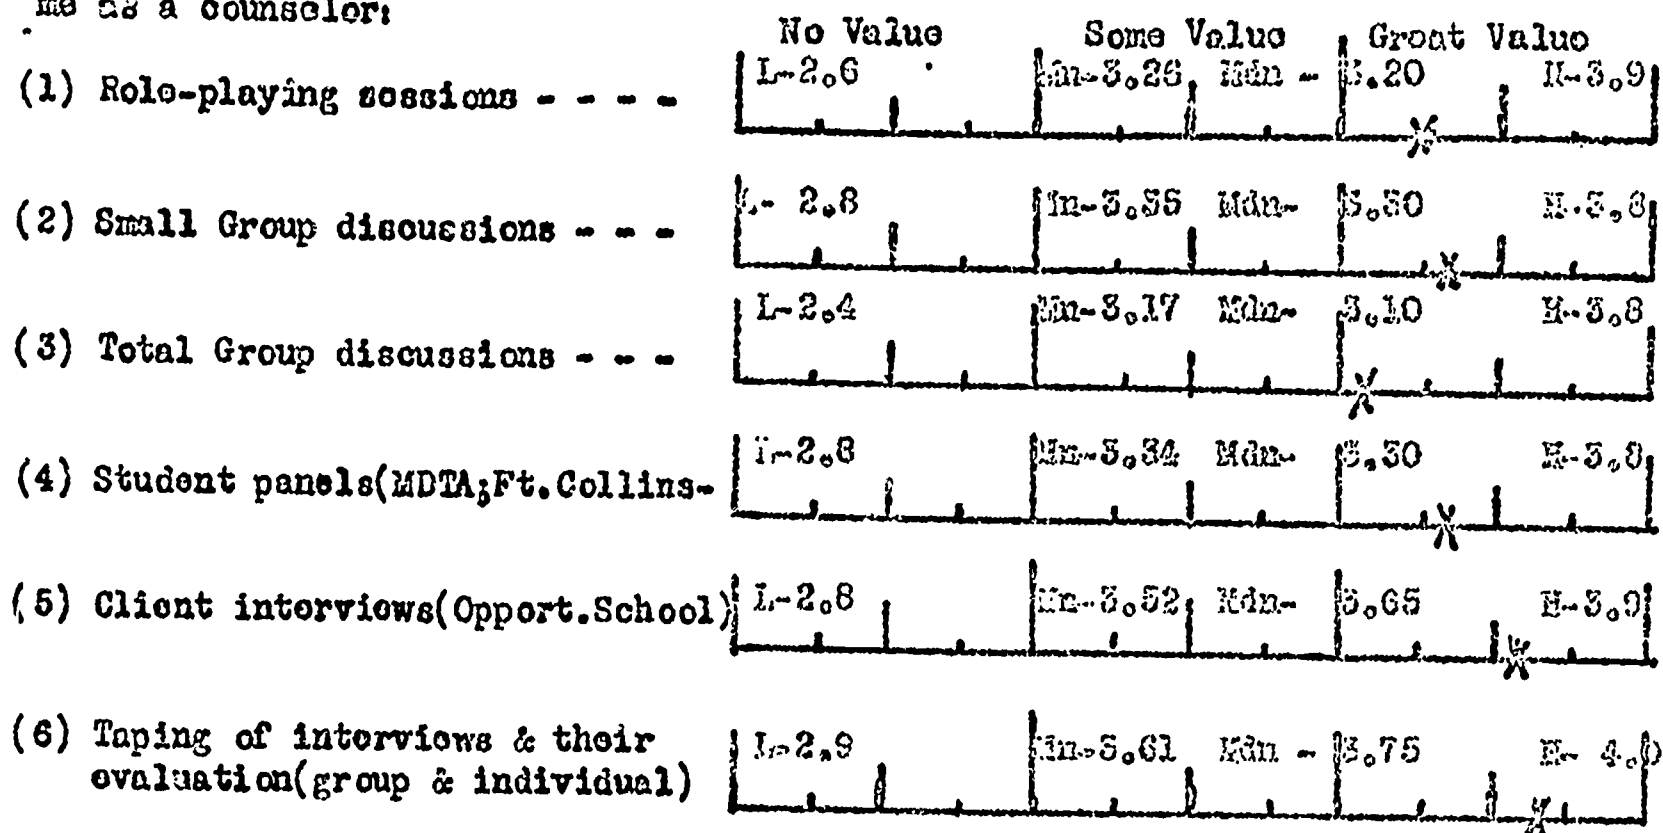 me as a counselor:
No Value Some Value Great Value
(1) Role-playing sessions - - - - L-2.6 Mn-3.26 Mdn - 3.20 H-3.9
(2) Small Group discussions - - - L- 2.8 Mn-3.35 Mdn- 3.30 H-3.8
(3) Total Group discussions - - - L-2.4 Mn-3.17 Mdn- 3.10 H-3.8
(4) Student panels(MDTA;Ft.Collins- L-2.8 Mn-3.34 Mdn- 3.30 H-3.8
(5) Client interviews(Opport.School) L-2.8 Mn-3.52 Mdn- 3.65 H-3.9
(6) Taping of interviews & their L-2.9 Mn-3.61 Mdn - 3.75 H- 4.0
evaluation(group & individual)